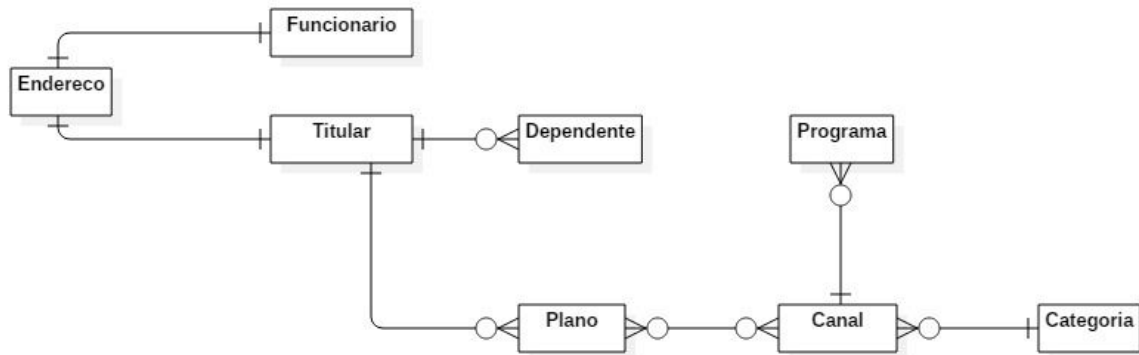 Funcionario
Endereco
Titular
Dependente
Programa
Plano
Canal
Categoria